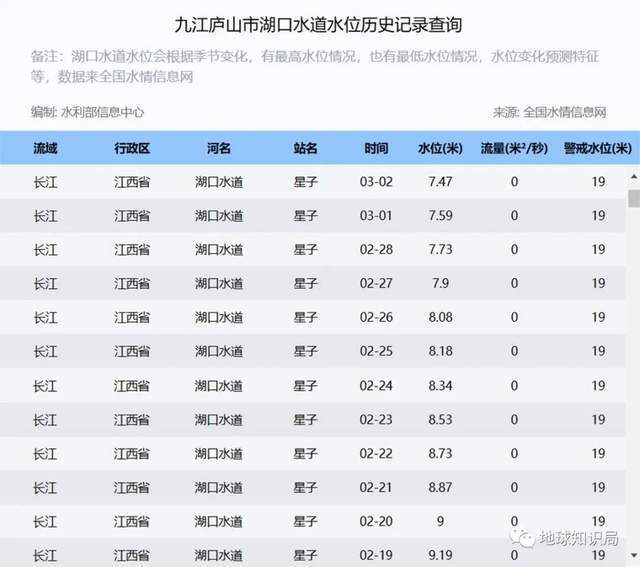 九江庐山市湖口水道水位历史记录查询
备注：湖口水道水位会根据季节变化，有最高水位情况，也有最低水位情况，水位变化预测特征
等，数据来全国水情信息网
编制: 水利部信息中心 来源: 全国水情信息网
流域 行政区 河名 站名 时间 水位(米) 流量(米²/秒) 警戒水位(米)
长江 江西省 湖口水道 星子 03-02 7.47 0 19
长江 江西省 湖口水道 星子 03-01 7.59 0 19
长江 江西省 湖口水道 星子 02-28 7.73 0 19
长江 江西省 湖口水道 星子 02-27 7.9 0 19
长江 江西省 湖口水道 星子 02-26 8.08 0 19
长江 江西省 湖口水道 星子 02-25 8.18 0 19
长江 江西省 湖口水道 星子 02-24 8.34 0 19
长江 江西省 湖口水道 星子 02-23 8.53 0 19
长江 江西省 湖口水道 星子 02-22 8.73 0 19
长江 江西省 湖口水道 星子 02-21 8.87 0 19
长江 江西省 湖口水道 星子 02-20 9 0 19
长江 江西省 湖口水道 星子 02-19 9.19 0 19
地球知识局